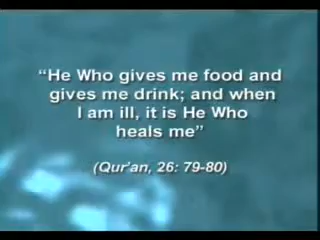 “He Who gives me food and
gives me drink; and when
I am ill, it is He Who
heals me”
(Qur’an, 26: 79-80)